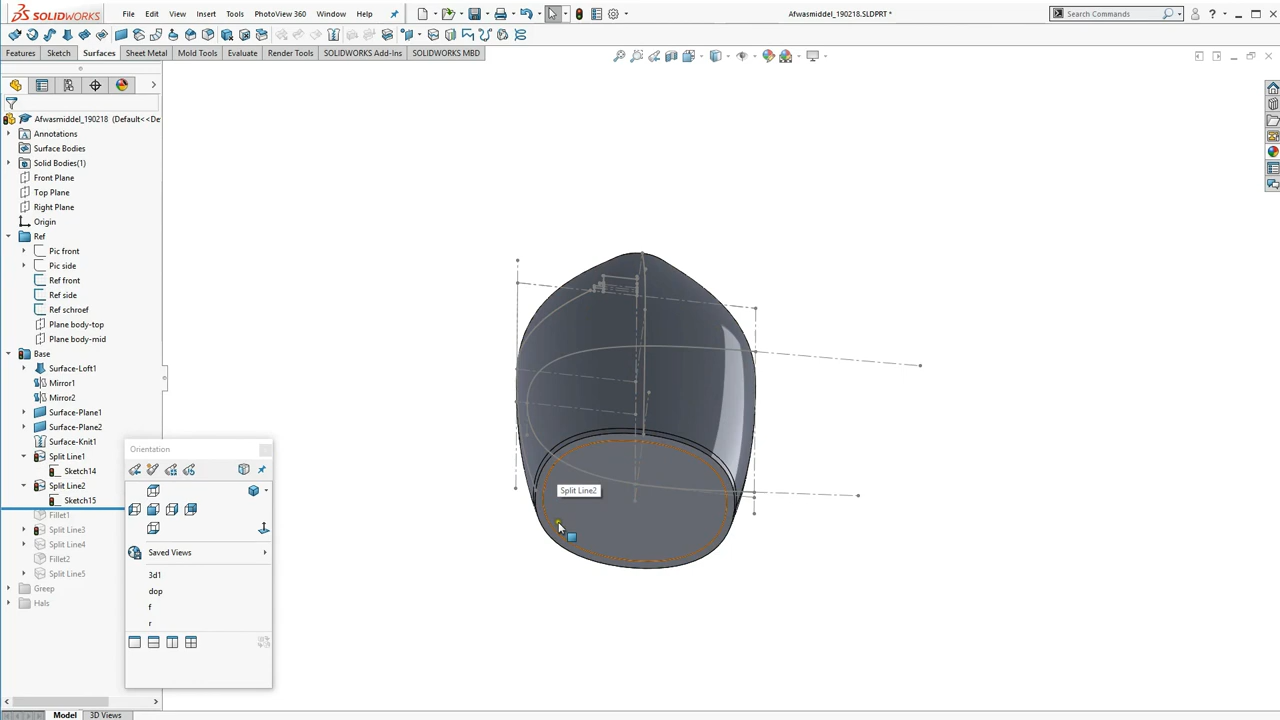 SOLIDWORKS
File
Edit
View
Insert
Tools
PhotoView 360
Window
Help
Afwasmiddel_190218.SLDPRT *
Search Commands
Features
Sketch
Surfaces
Sheet Metal
Mold Tools
Evaluate
Render Tools
SOLIDWORKS Add-Ins
SOLIDWORKS MBD
Afwasmiddel_190218 (Default<<De
Annotations
Surface Bodies
Solid Bodies(1)
Front Plane
Top Plane
Right Plane
Origin
Ref
Pic front
Pic side
Ref front
Ref side
Ref schroef
Plane body-top
Plane body-mid
Base
Surface-Loft1
Mirror1
Mirror2
Surface-Plane1
Surface-Plane2
Surface-Knit1
Split Line1
Sketch14
Split Line2
Sketch15
Fillet1
Split Line3
Split Line4
Fillet2
Split Line5
Greep
Hals
Orientation
Saved Views
3d1
dop
f
r
Split Line2
Model
3D Views